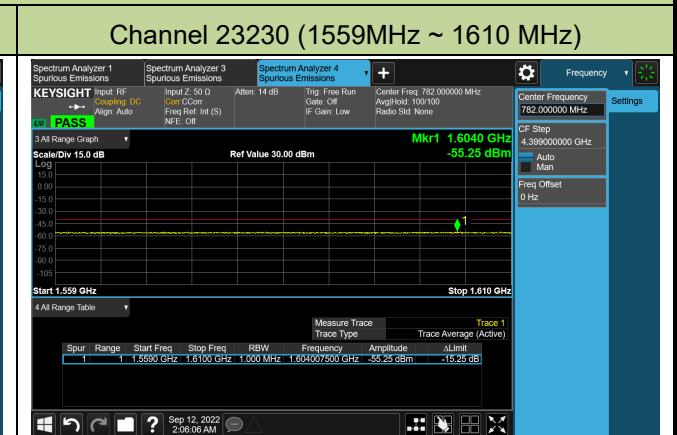 Channel 23230 (1559MHz ~ 1610 MHz)
Spectrum Analyzer 1
Spurious Emissions
Spectrum Analyzer 3
Spurious Emissions
Spectrum Analyzer 4
Spurious Emissions
Frequency
KEYSIGHT
Input: RF
Coupling: DC
Align: Auto
Input Z: 50 Ω
Corr CCorr
Freq Ref: Int (S)
NFE: Off
Atten: 14 dB
Trig: Free Run
Gate: Off
IF Gain: Low
Center Freq: 782.000000 MHz
Avg|Hold: 100/100
Radio Std: None
LXI PASS
Center Frequency
782.000000 MHz
Settings
CF Step
4.399000000 GHz
Auto
Man
Freq Offset
0 Hz
3 All Range Graph
Mkr1 1.6040 GHz
Scale/Div 15.0 dB
Ref Value 30.00 dBm
-55.25 dBm
Log
15.0
0.00
-15.0
-30.0
-45.0
-60.0
-75.0
-90.0
-105
1
Start 1.559 GHz
Stop 1.610 GHz
4 All Range Table
Measure Trace Trace 1
Trace Type Trace Average (Active)
Spur Range Start Freq Stop Freq RBW Frequency Amplitude ΔLimit
1 1 1.5590 GHz 1.6100 GHz 1.000 MHz 1.604007500 GHz -55.25 dBm -15.25 dB
Sep 12, 2022
2:06:06 AM